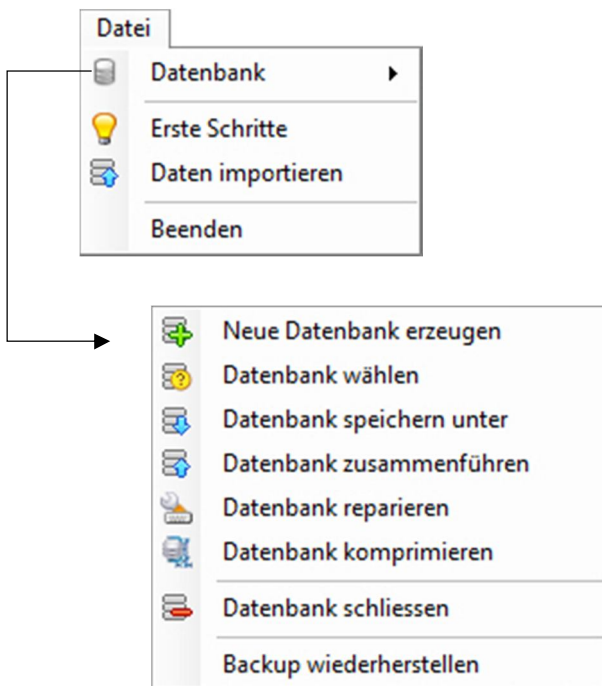 Datei
Datenbank
Erste Schritte
Daten importieren
Beenden
Neue Datenbank erzeugen
Datenbank wählen
Datenbank speichern unter
Datenbank zusammenführen
Datenbank reparieren
Datenbank komprimieren
Datenbank schliessen
Backup wiederherstellen